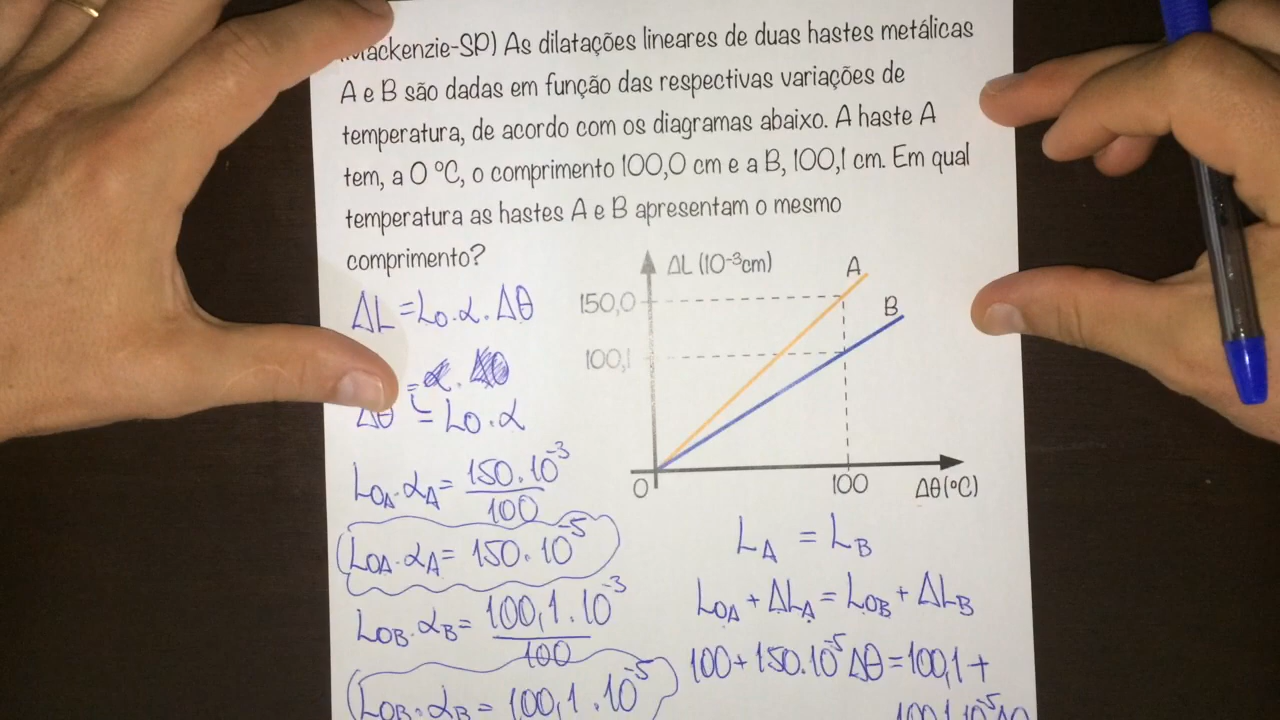 Mackenzie-SP) As dilatações lineares de duas hastes metálicas
A e B são dadas em função das respectivas variações de
temperatura, de acordo com os diagramas abaixo. A haste A
tem, a 0 ºC, o comprimento 100,0 cm e a B, 100,1 cm. Em qual
temperatura as hastes A e B apresentam o mesmo
comprimento?
ΔL = L₀.α.Δθ
Δθ = L₀.α
L₀A.αA = 150.10⁻³
100
L₀A.αA = 150.10⁻⁵
L₀B.αB = 100,1.10⁻³
100
L₀B.αB = 100,1.10⁻⁵
ΔL (10⁻³cm)
A
150,0
B
100,1
0
100
Δθ(ºC)
LA = LB
L₀A + ΔLA = L₀B + ΔLB
100 + 150.10⁻⁵Δθ = 100,1 +